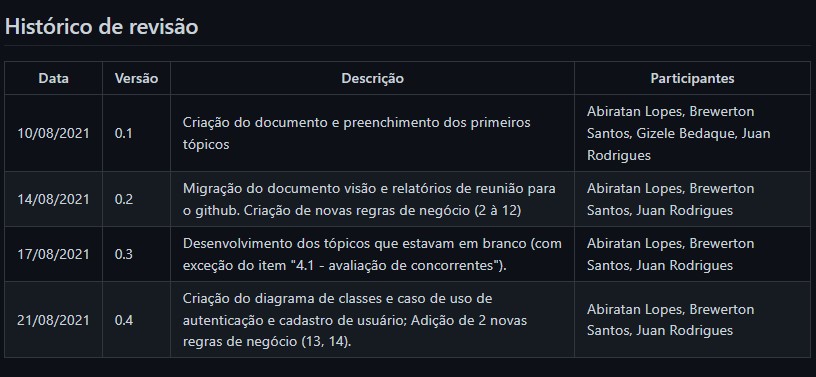 Histórico de revisão
Data Versão Descrição Participantes
10/08/2021 0.1 Criação do documento e preenchimento dos primeiros
tópicos
Abiratan Lopes, Brewerton
Santos, Gizele Bedaque, Juan
Rodrigues
14/08/2021 0.2 Migração do documento visão e relatórios de reunião para
o github. Criação de novas regras de negócio (2 à 12)
Abiratan Lopes, Brewerton
Santos, Juan Rodrigues
17/08/2021 0.3 Desenvolvimento dos tópicos que estavam em branco (com
exceção do item "4.1 - avaliação de concorrentes").
Abiratan Lopes, Brewerton
Santos, Juan Rodrigues
21/08/2021 0.4 Criação do diagrama de classes e caso de uso de
autenticação e cadastro de usuário; Adição de 2 novas
regras de negócio (13, 14).
Abiratan Lopes, Brewerton
Santos, Juan Rodrigues